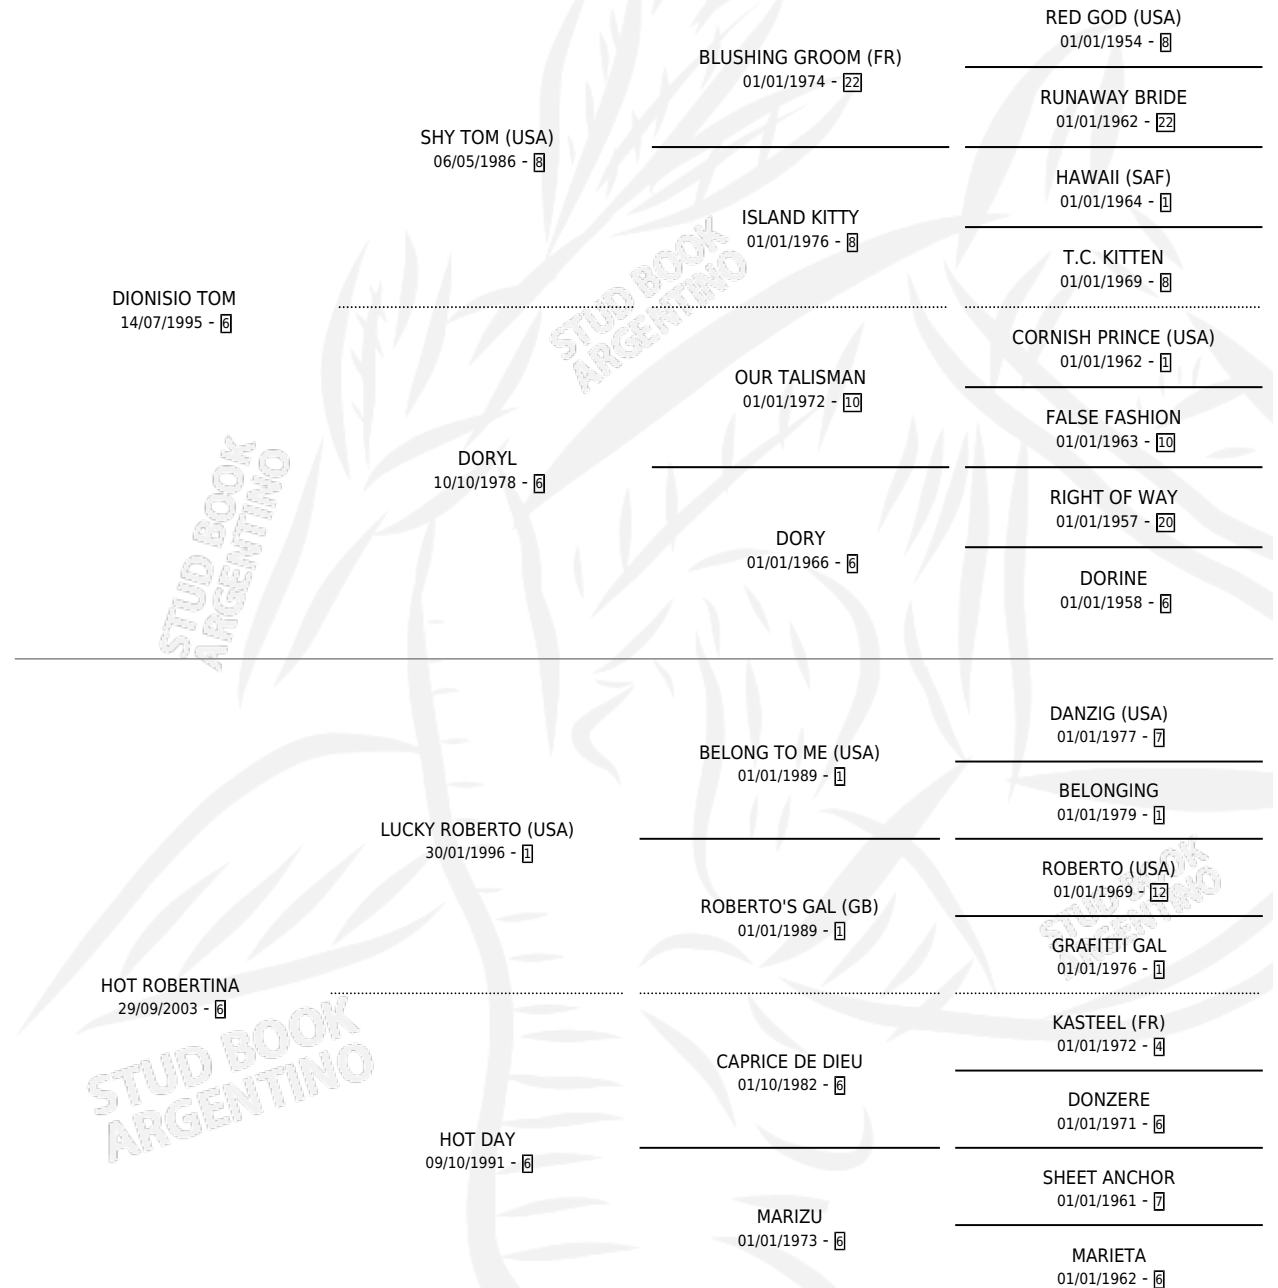 RED GOD (USA)
01/01/1954 - 8
BLUSHING GROOM (FR)
01/01/1974 - 22
RUNAWAY BRIDE
01/01/1962 - 22
SHY TOM (USA)
06/05/1986 - 8
HAWAII (SAF)
01/01/1964 - 1
ISLAND KITTY
01/01/1976 - 8
T.C. KITTEN
01/01/1969 - 8
DIONISIO TOM
14/07/1995 - 6
CORNISH PRINCE (USA)
01/01/1962 - 1
OUR TALISMAN
01/01/1972 - 10
FALSE FASHION
01/01/1963 - 10
DORYL
10/10/1978 - 6
RIGHT OF WAY
01/01/1957 - 20
DORY
01/01/1966 - 6
DORINE
01/01/1958 - 6
STUD BOOK
ARGENTINO
STUD BOOK
ARGENTINO
DANZIG (USA)
01/01/1977 - 7
BELONG TO ME (USA)
01/01/1989 - 1
BELONGING
01/01/1979 - 1
LUCKY ROBERTO (USA)
30/01/1996 - 1
ROBERTO (USA)
01/01/1969 - 12
ROBERTO'S GAL (GB)
01/01/1989 - 1
GRAFITTI GAL
01/01/1976 - 1
HOT ROBERTINA
29/09/2003 - 6
KASTEEL (FR)
01/01/1972 - 4
CAPRICE DE DIEU
01/10/1982 - 6
DONZERE
01/01/1971 - 6
HOT DAY
09/10/1991 - 6
SHEET ANCHOR
01/01/1961 - 7
MARIZU
01/01/1973 - 6
MARIETA
01/01/1962 - 6
STUD BOOK
ARGENTINO
STUD BOOK
ARGENTINO